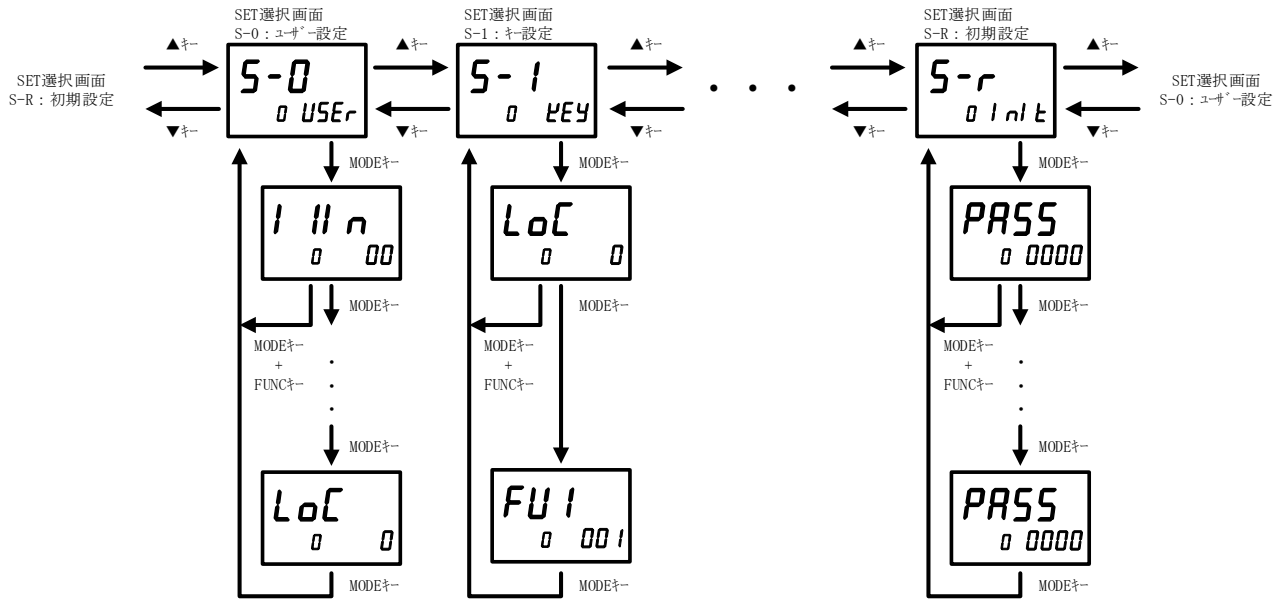 SET選択画面
S-0：ﾕｰｻﾞｰ設定
SET選択画面
S-1：ｷｰ設定
SET選択画面
S-R：初期設定
▲ｷｰ
▲ｷｰ
▲ｷｰ
▲ｷｰ
▲ｷｰ
SET選択画面
S-R：初期設定
S-0
0 USEr
S-1
0 KEY
・・・
S-r
0 InIt
SET選択画面
S-0：ﾕｰｻﾞｰ設定
▼ｷｰ
▼ｷｰ
▼ｷｰ
▼ｷｰ
▼ｷｰ
MODEｷｰ
MODEｷｰ
MODEｷｰ
0 00
LoC
0 0
PASS
0 0000
MODEｷｰ
MODEｷｰ
MODEｷｰ
MODEｷｰ
+
FUNCｷｰ
MODEｷｰ
+
FUNCｷｰ
MODEｷｰ
+
FUNCｷｰ
MODEｷｰ
MODEｷｰ
LoC
0 0
FU1
0 001
PASS
0 0000
MODEｷｰ
MODEｷｰ
MODEｷｰ